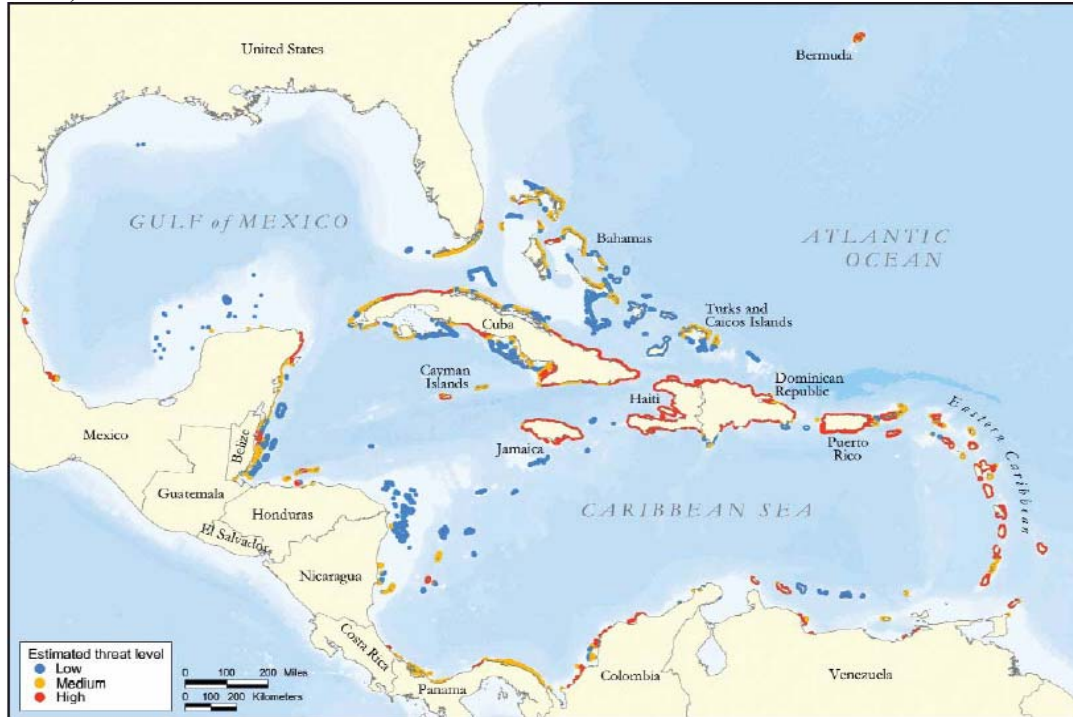 United States
Bermuda
GULF of MEXICO
Bahamas
ATLANTIC
OCEAN
Turks and
Caicos Islands
Cuba
Cayman
Islands
Dominican
Republic
Haiti
Eastern Caribbean
Mexico
Belize
Jamaica
Puerto
Rico
Guatemala
Honduras
CARIBBEAN SEA
El Salvador
Nicaragua
Costa Rica
Panama
Colombia
Venezuela
Estimated threat level
Low
Medium
High
0 100 200 Miles
0 100 200 Kilometers